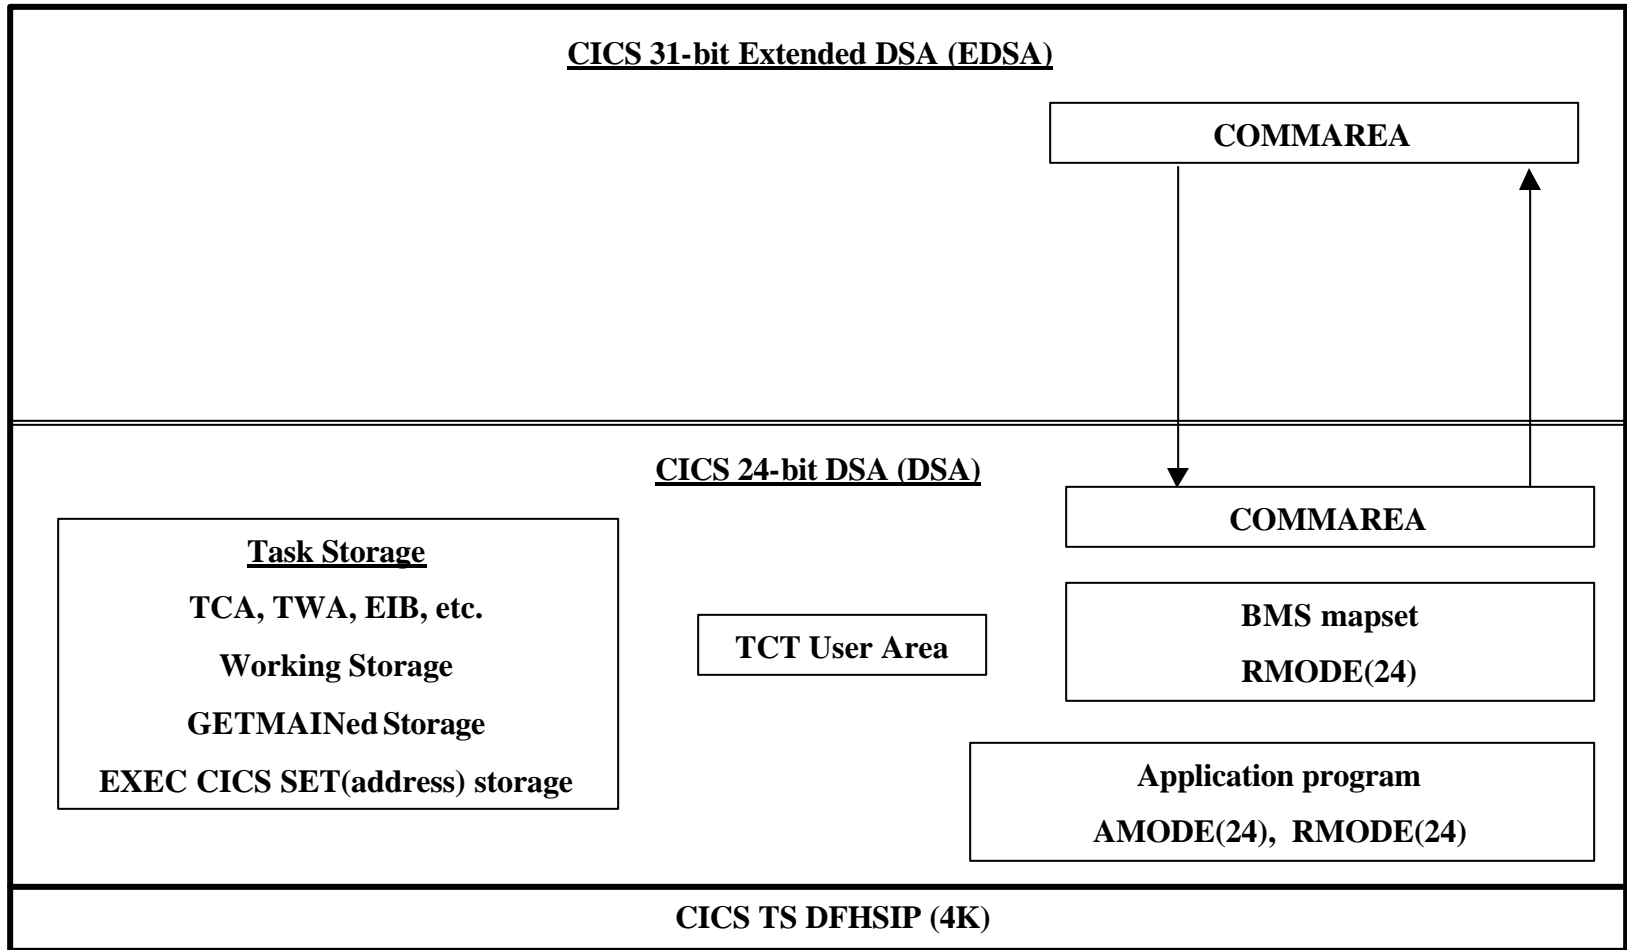 CICS 31-bit Extended DSA (EDSA)
COMMAREA
CICS 24-bit DSA (DSA)
COMMAREA
Task Storage
TCA, TWA, EIB, etc.
Working Storage
GETMAINed Storage
EXEC CICS SET(address) storage
TCT User Area
BMS mapset
RMODE(24)
Application program
AMODE(24), RMODE(24)
CICS TS DFHSIP (4K)